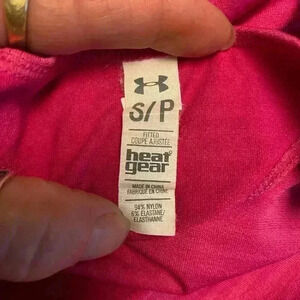 S/P
FITTED
COUPE AJUSTÉE
heat
gear
MADE IN CHINA
FABRIQUÉ EN CHINE
94% NYLON
6% ELASTANE/
ELASTHANNE